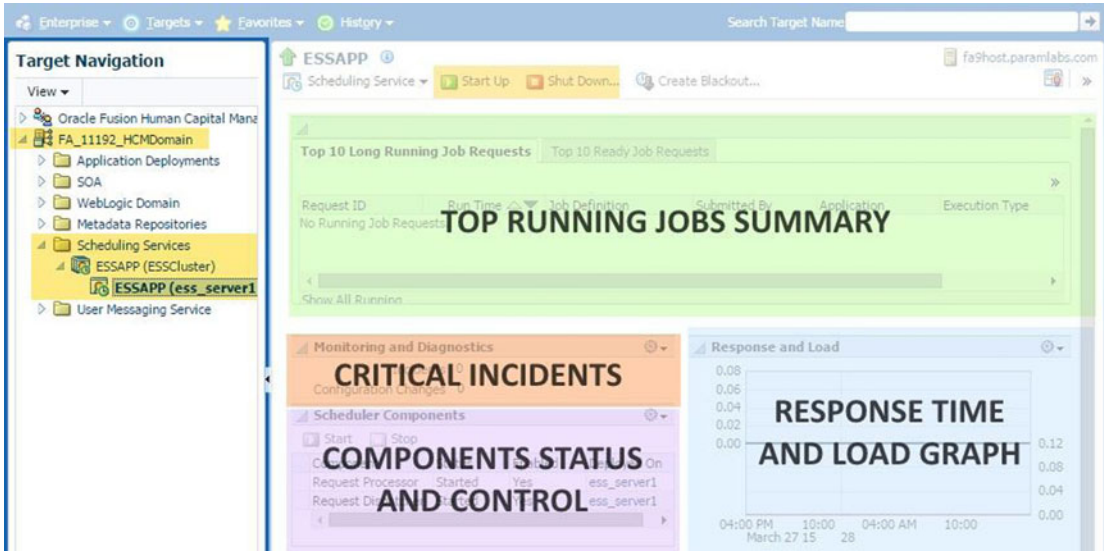 Enterprise Targets Favorites History Search Target Name
Target Navigation
View
Oracle Fusion Human Capital Mana
FA_11192_HCMDomain
Application Deployments
SOA
WebLogic Domain
Metadata Repositories
Scheduling Services
ESSAPP (ESSCluster)
ESSAPP (ess_server1
User Messaging Service
ESSAPP
fa9host.paramlabs.com
Scheduling Service Start Up Shut Down... Create Blackout...
Top 10 Long Running Job Requests Top 10 Ready Job Requests
Request ID Run Time Job Definition Submitted By Application Execution Type
No Running Job Requests
TOP RUNNING JOBS SUMMARY
Show All Running
Monitoring and Diagnostics
0
CRITICAL INCIDENTS
Configuration Changes 0
Scheduler Components
Start Stop
COMPONENTS STATUS
On
Request Processor Started Yes ess_server1
Request Started ess_server1
AND CONTROL
Response and Load
0.08
0.06
0.04
0.02
0.00
RESPONSE TIME
AND LOAD GRAPH
0.12
0.08
0.04
0.00
04:00 PM 10:00 04:00 AM 10:00
March 27 15 28